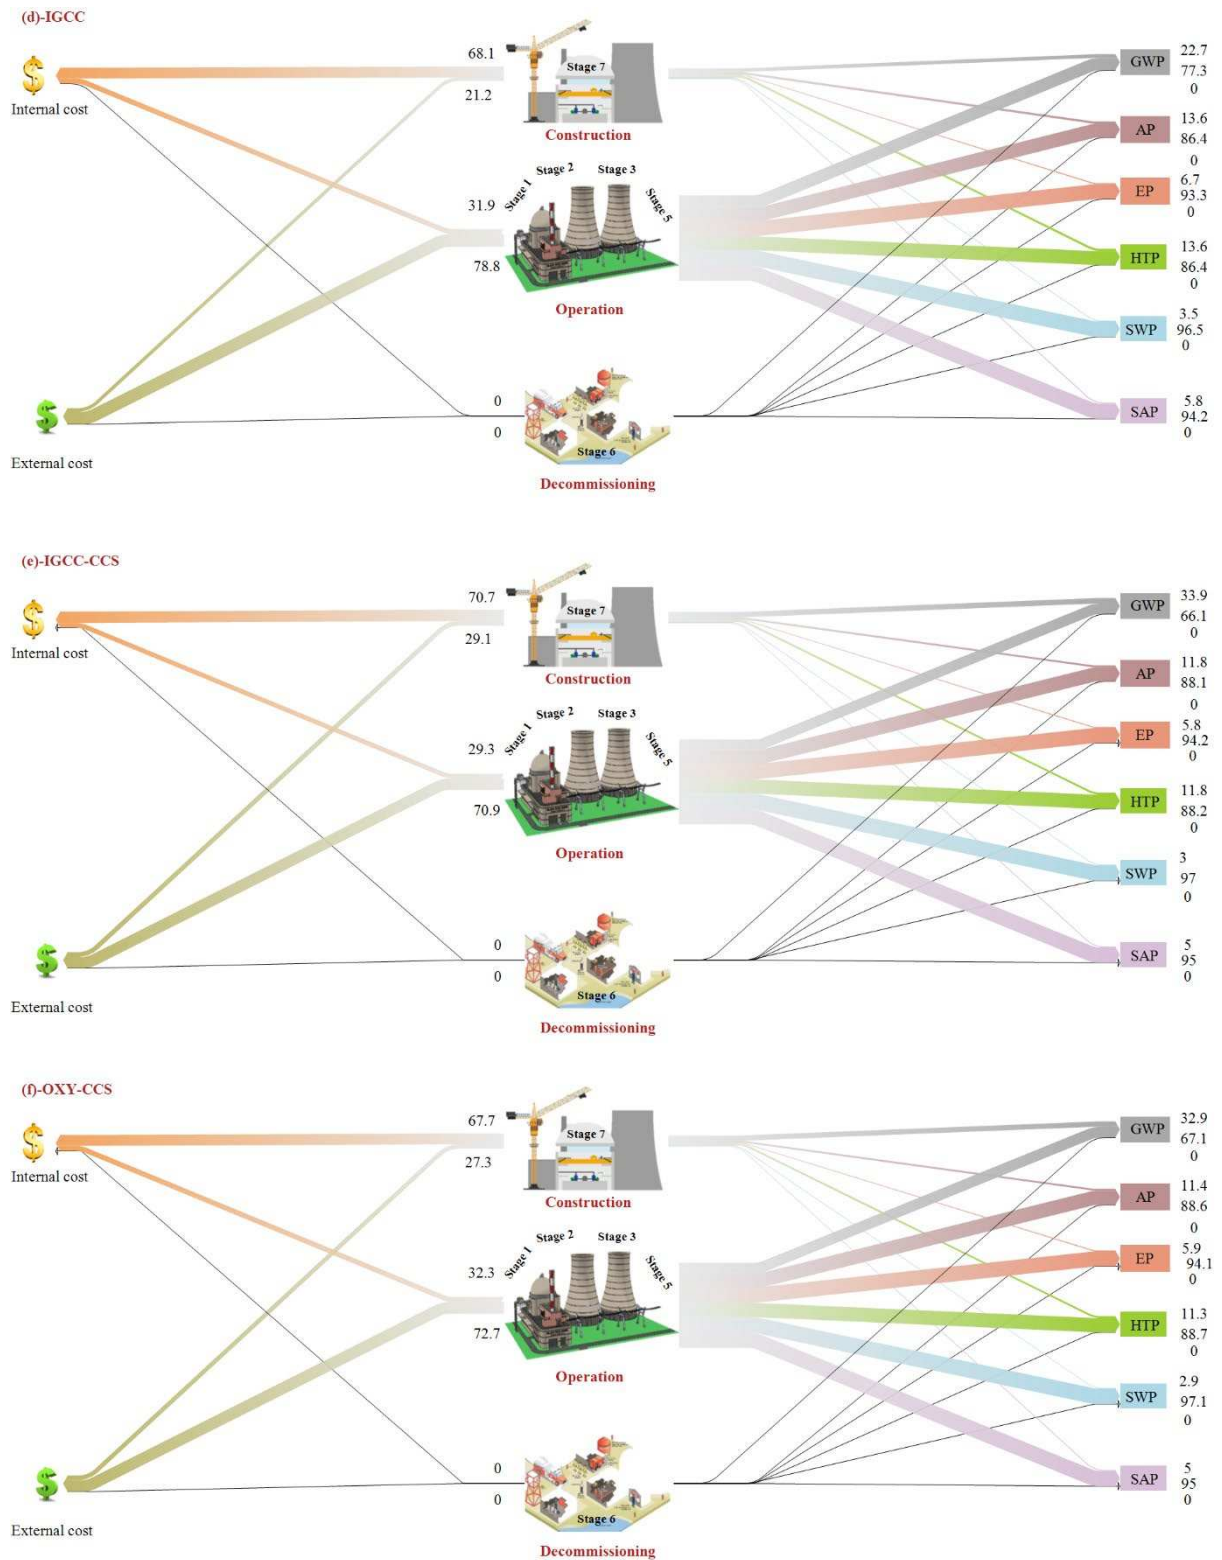 (d)-IGCC
Internal cost
External cost
68.1
21.2
31.9
78.8
0
0
Stage 7
Construction
Stage 1
Stage 2
Stage 3
Stage 5
Operation
Stage 6
Decommissioning
GWP
22.7
77.3
0
AP
13.6
86.4
0
EP
6.7
93.3
0
HTP
13.6
86.4
0
SWP
3.5
96.5
0
SAP
5.8
94.2
0
(e)-IGCC-CCS
Internal cost
External cost
70.7
29.1
29.3
70.9
0
0
Stage 7
Construction
Stage 1
Stage 2
Stage 3
Stage 5
Operation
Stage 6
Decommissioning
GWP
33.9
66.1
0
AP
11.8
88.1
0
EP
5.8
94.2
0
HTP
11.8
88.2
0
SWP
3
97
0
SAP
5
95
0
(f)-OXY-CCS
Internal cost
External cost
67.7
27.3
32.3
72.7
0
0
Stage 7
Construction
Stage 1
Stage 2
Stage 3
Stage 5
Operation
Stage 6
Decommissioning
GWP
32.9
67.1
0
AP
11.4
88.6
0
EP
5.9
94.1
0
HTP
11.3
88.7
0
SWP
2.9
97.1
0
SAP
5
95
0